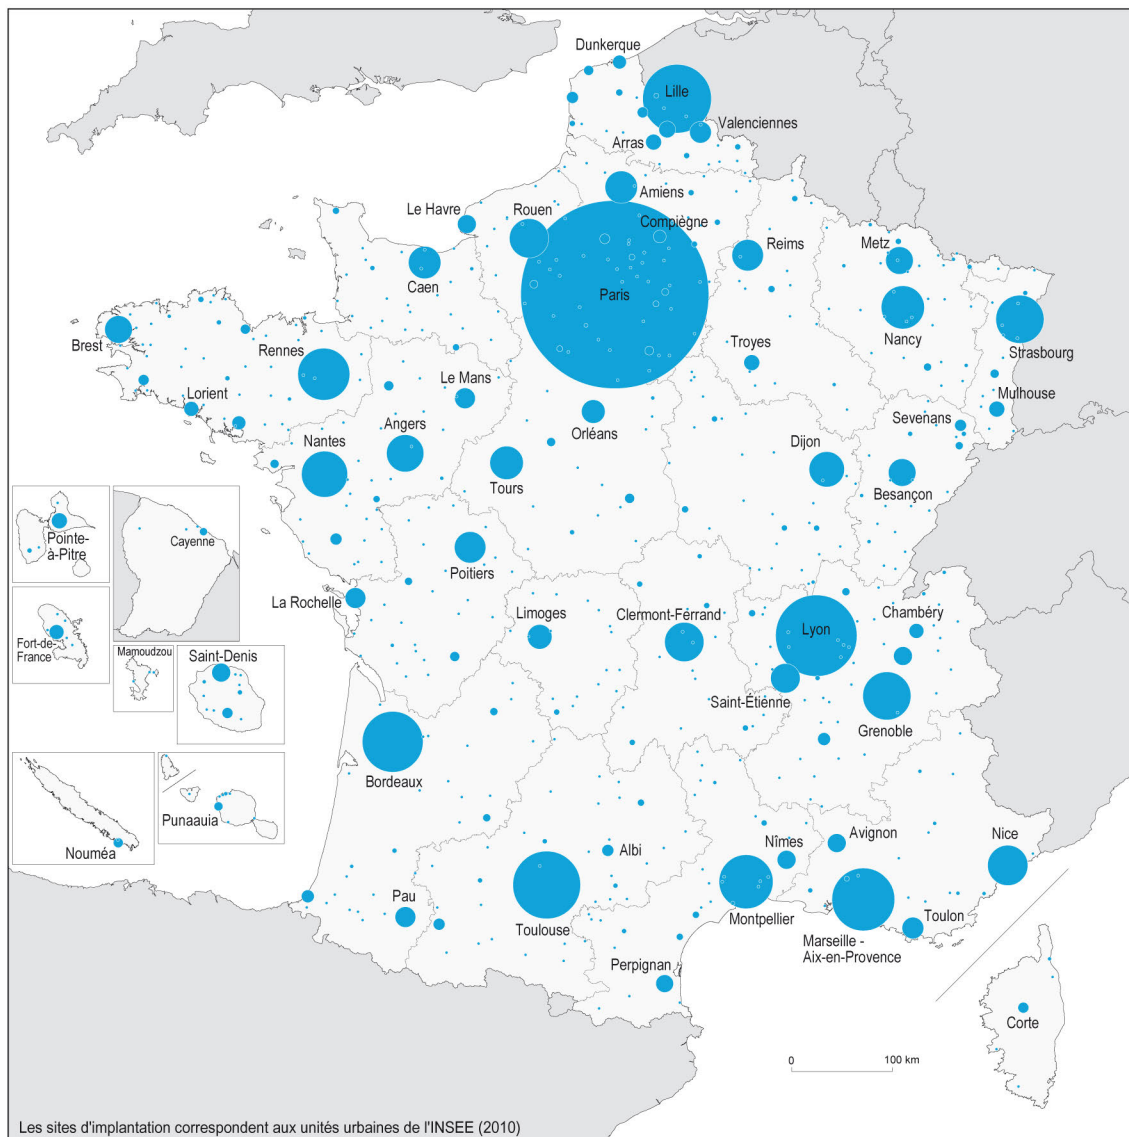 Dunkerque
Lille
Valenciennes
Arras
Amiens
Le Havre
Rouen
Compiègne
Reims
Metz
Caen
Paris
Nancy
Strasbourg
Brest
Rennes
Troyes
Le Mans
Mulhouse
Lorient
Orléans
Sevenans
Angers
Nantes
Dijon
Tours
Besançon
Pointe-
à-Pitre
Cayenne
Poitiers
La Rochelle
Limoges
Clermont-Ferrand
Lyon
Chambéry
Fort-de-
France
Mamoudzou
Saint-Denis
Saint-Étienne
Grenoble
Bordeaux
Punaauia
Nouméa
Albi
Nîmes
Avignon
Nice
Pau
Toulouse
Montpellier
Toulon
Marseille -
Aix-en-Provence
Perpignan
Corte
0 100 km
Les sites d'implantation correspondent aux unités urbaines de l'INSEE (2010)